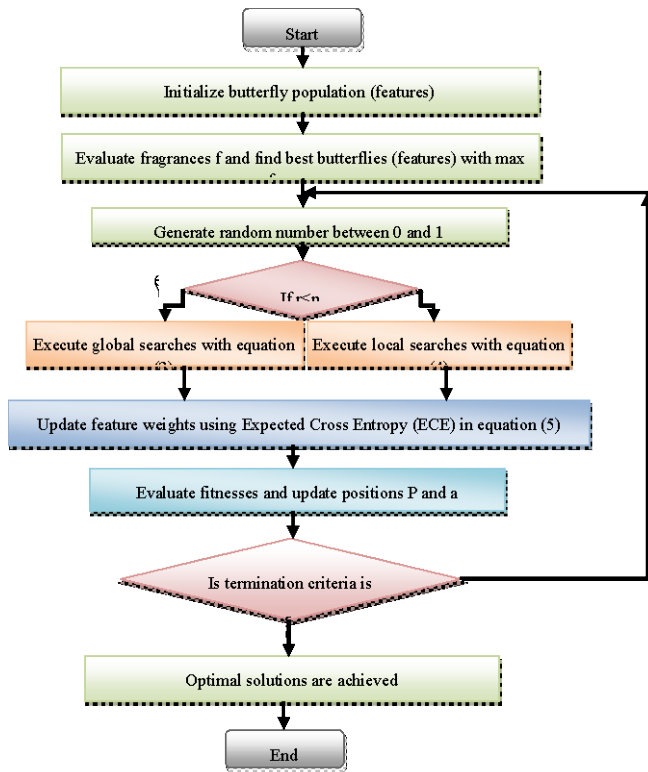 Start
Initialize butterfly population (features)
Evaluate fragrances f and find best butterflies (features) with max
Generate random number between 0 and 1
If r<p
Execute global searches with equation
Execute local searches with equation
Update feature weights using Expected Cross Entropy (ECE) in equation (5)
Evaluate fitnesses and update positions P and a
Is termination criteria is
Optimal solutions are achieved
End